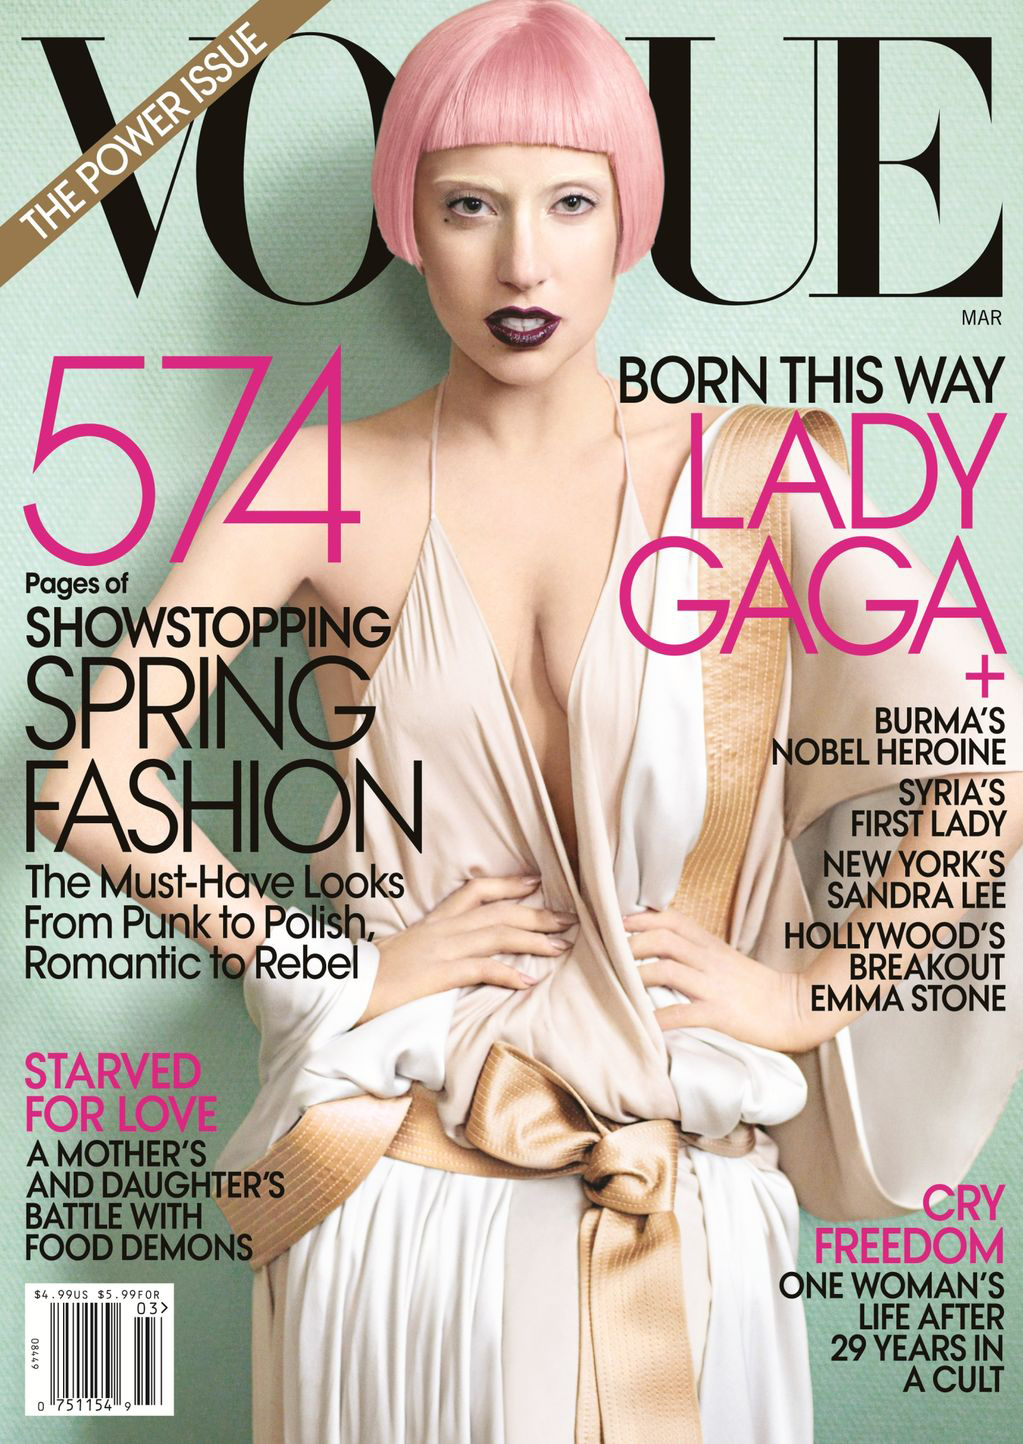 THE POWER ISSUE
VOGUE
MAR
574
Pages of
SHOWSTOPPING
SPRING
FASHION
The Must-Have Looks
From Punk to Polish,
Romantic to Rebel
BORN THIS WAY
LADY
GAGA
+
BURMA'S
NOBEL HEROINE
SYRIA'S
FIRST LADY
NEW YORK'S
SANDRA LEE
HOLLYWOOD'S
BREAKOUT
EMMA STONE
STARVED
FOR LOVE
A MOTHER'S
AND DAUGHTER'S
BATTLE WITH
FOOD DEMONS
CRY
FREEDOM
ONE WOMAN'S
LIFE AFTER
29 YEARS IN
A CULT
$4.99US $5.99FOR
03>
08449
0 751154 9